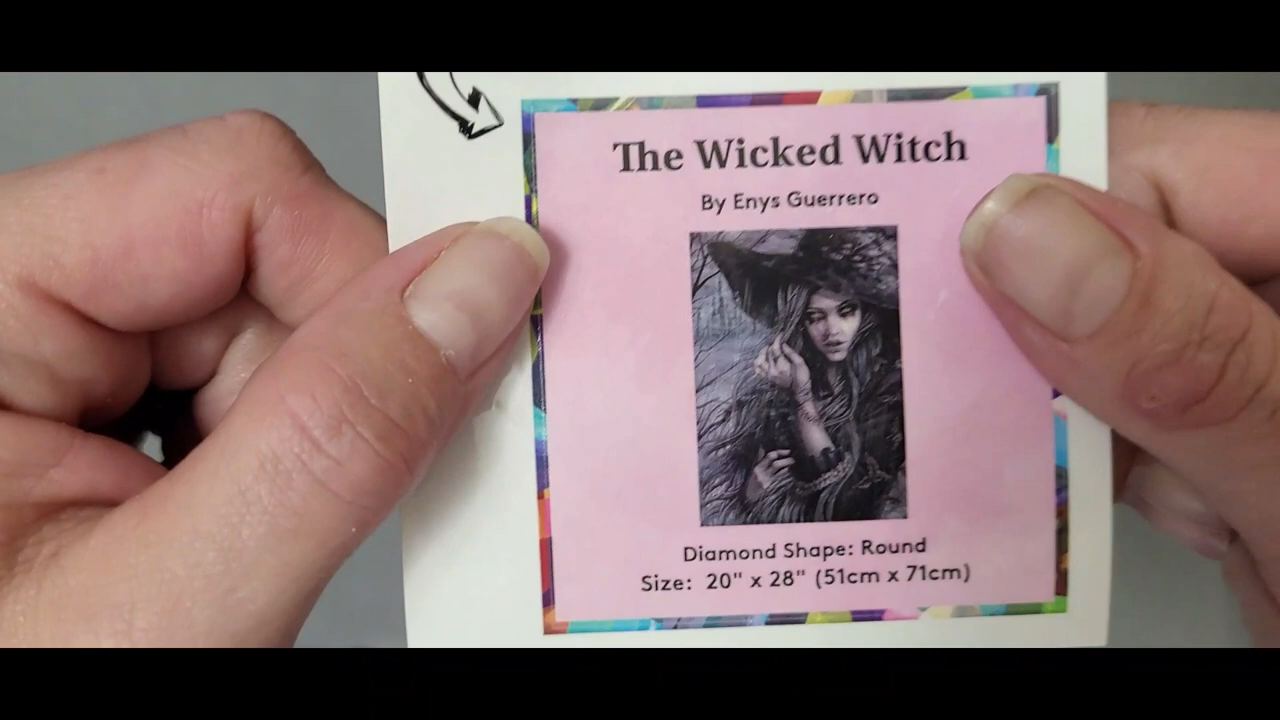 The Wicked Witch
By Enys Guerrero
Diamond Shape: Round
Size: 20" x 28" (51cm x 71cm)